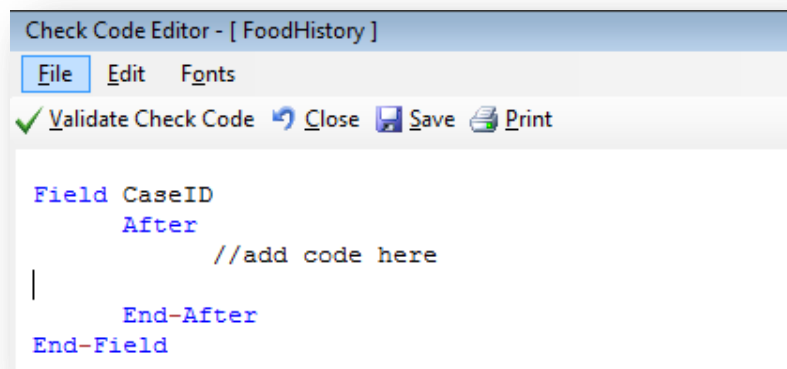 Check Code Editor - [ FoodHistory ]
File Edit Fonts
Validate Check Code Close Save Print
Field CaseID
After
//add code here
End-After
End-Field